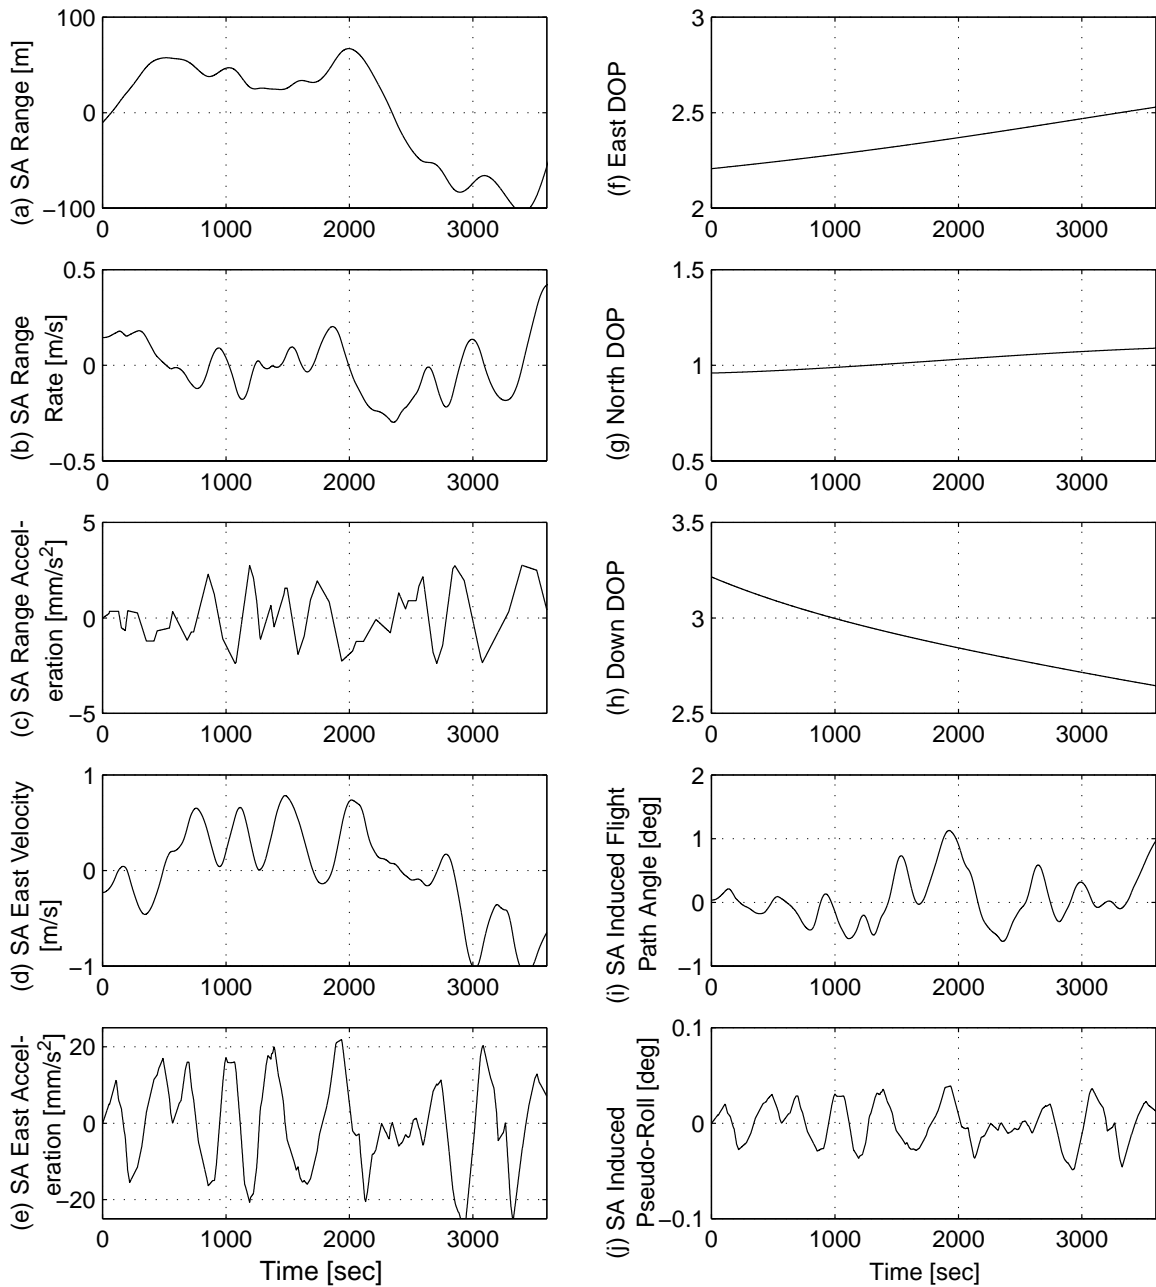 (a) SA Range [m]
100
0
−100
0 1000 2000 3000
(b) SA Range
Rate [m/s]
0.5
0
−0.5
0 1000 2000 3000
(c) SA Range Accel-
eration [mm/s²]
5
0
−5
0 1000 2000 3000
(d) SA East Velocity
[m/s]
1
0
−1
0 1000 2000 3000
(e) SA East Accel-
eration [mm/s²]
20
0
−20
0 1000 2000 3000
Time [sec]
(f) East DOP
3
2.5
2
0 1000 2000 3000
(g) North DOP
1.5
1
0.5
0 1000 2000 3000
(h) Down DOP
3.5
3
2.5
0 1000 2000 3000
(i) SA Induced Flight
Path Angle [deg]
2
1
0
−1
0 1000 2000 3000
(j) SA Induced
Pseudo-Roll [deg]
0.1
0
−0.1
0 1000 2000 3000
Time [sec]